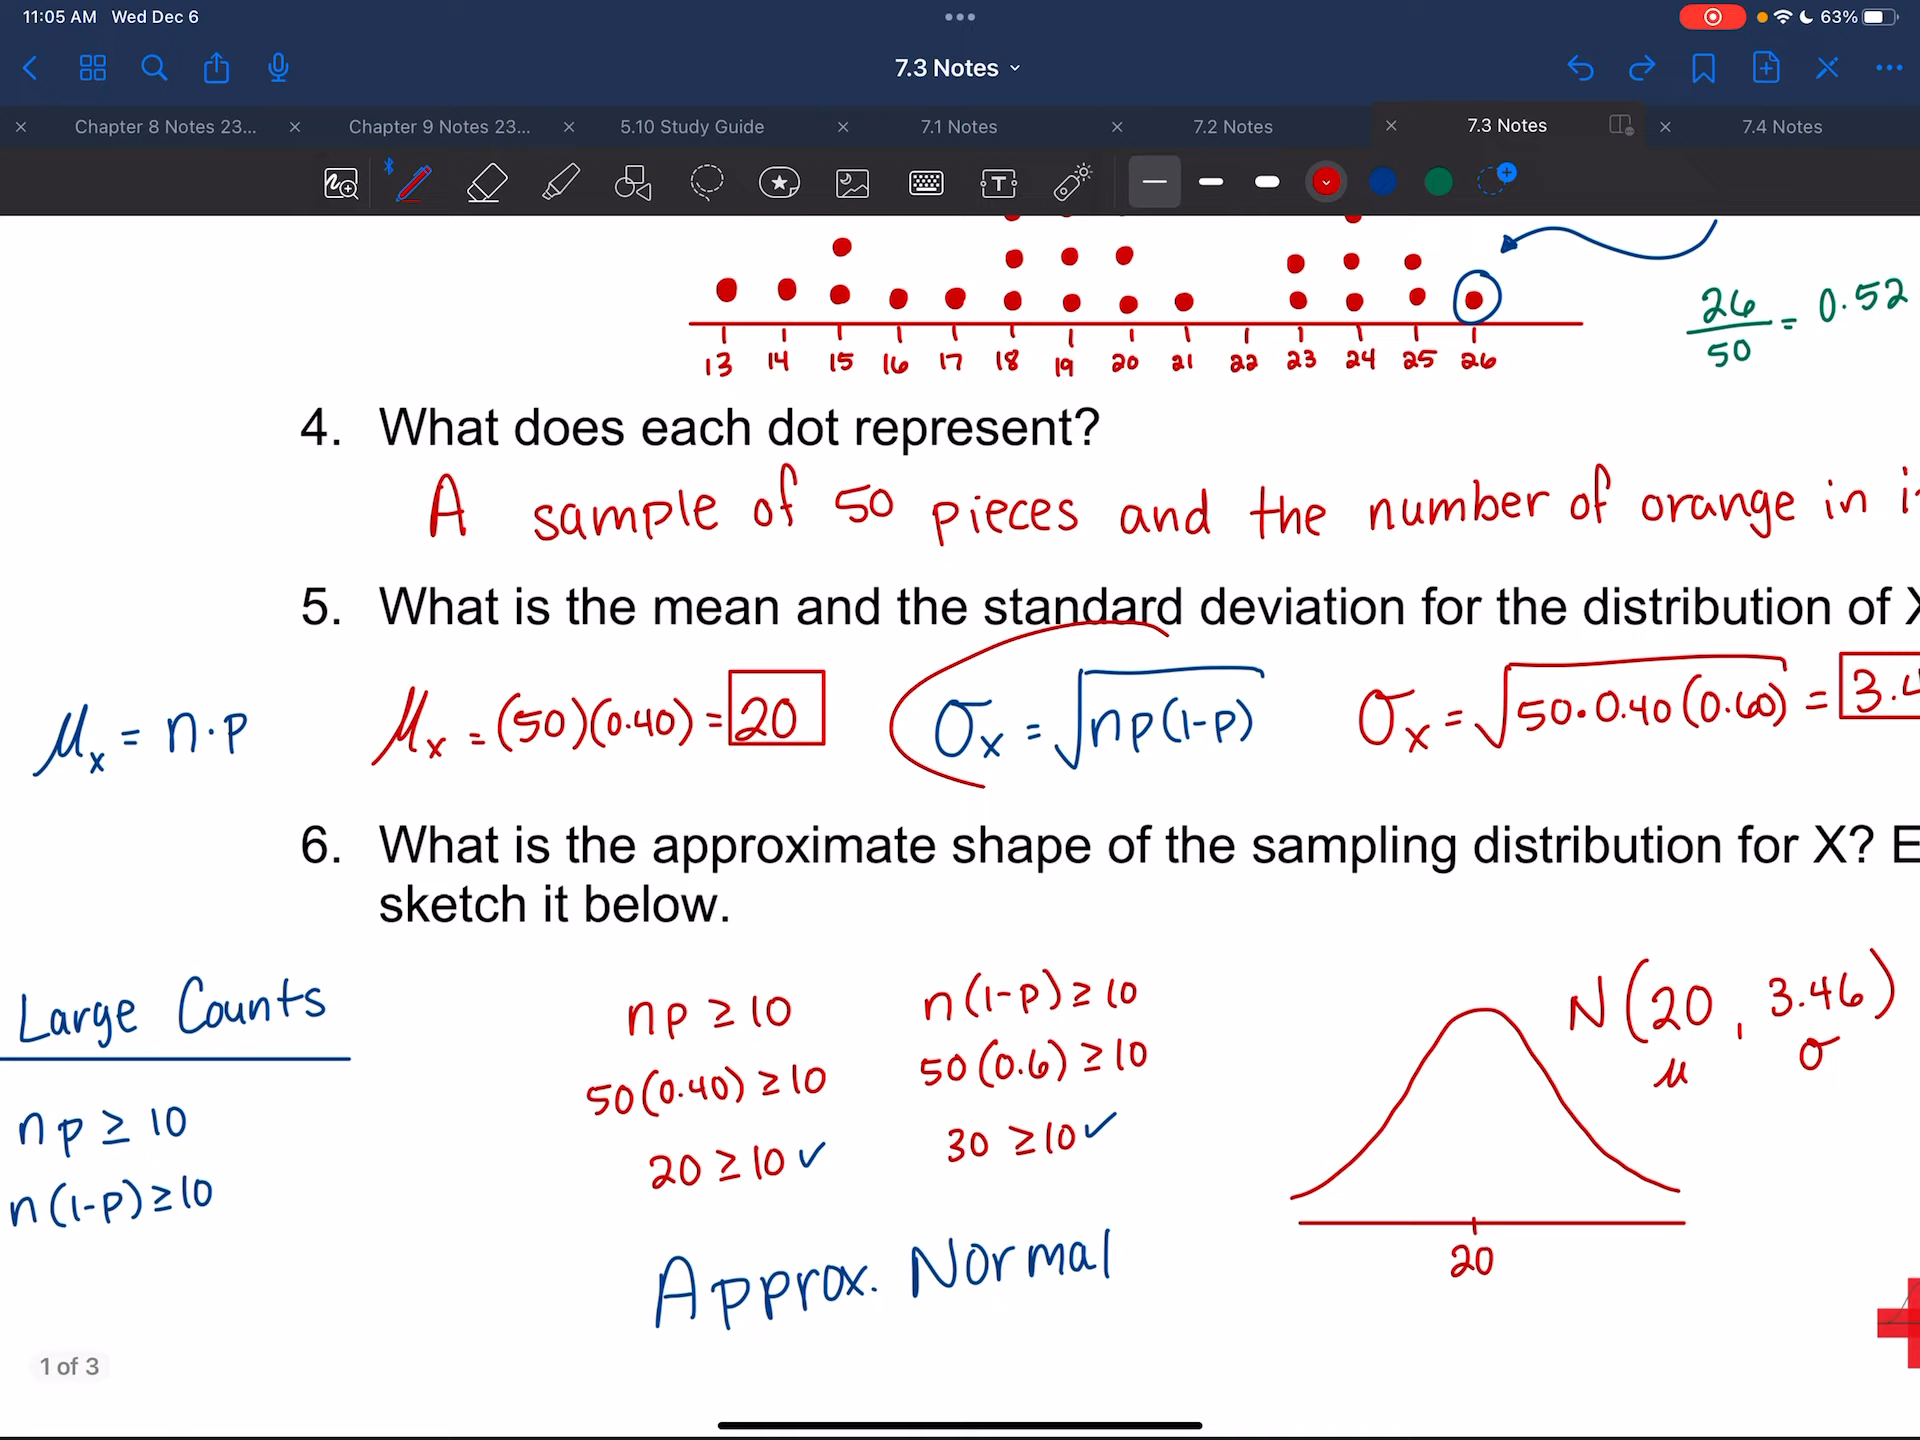 11:05 AM Wed Dec 6
63%
7.3 Notes
Chapter 8 Notes 23...
Chapter 9 Notes 23...
5.10 Study Guide
7.1 Notes
7.2 Notes
7.3 Notes
7.4 Notes
26/50 = 0.52
13 14 15 16 17 18 19 20 21 22 23 24 25 26
4. What does each dot represent?
A sample of 50 pieces and the number of orange in
5. What is the mean and the standard deviation for the distribution of X
μx = n·p
μx = (50)(0.40) = 20
σx = √np(1-p)
σx = √50·0.40(0.60) = 3.4
6. What is the approximate shape of the sampling distribution for X? E
sketch it below.
Large Counts
np ≥ 10
n(1-p) ≥ 10
np ≥ 10
50(0.40) ≥ 10
20 ≥ 10 ✓
n(1-p) ≥ 10
50(0.6) ≥ 10
30 ≥ 10 ✓
Approx. Normal
N(20, 3.46)
μ σ
20
1 of 3